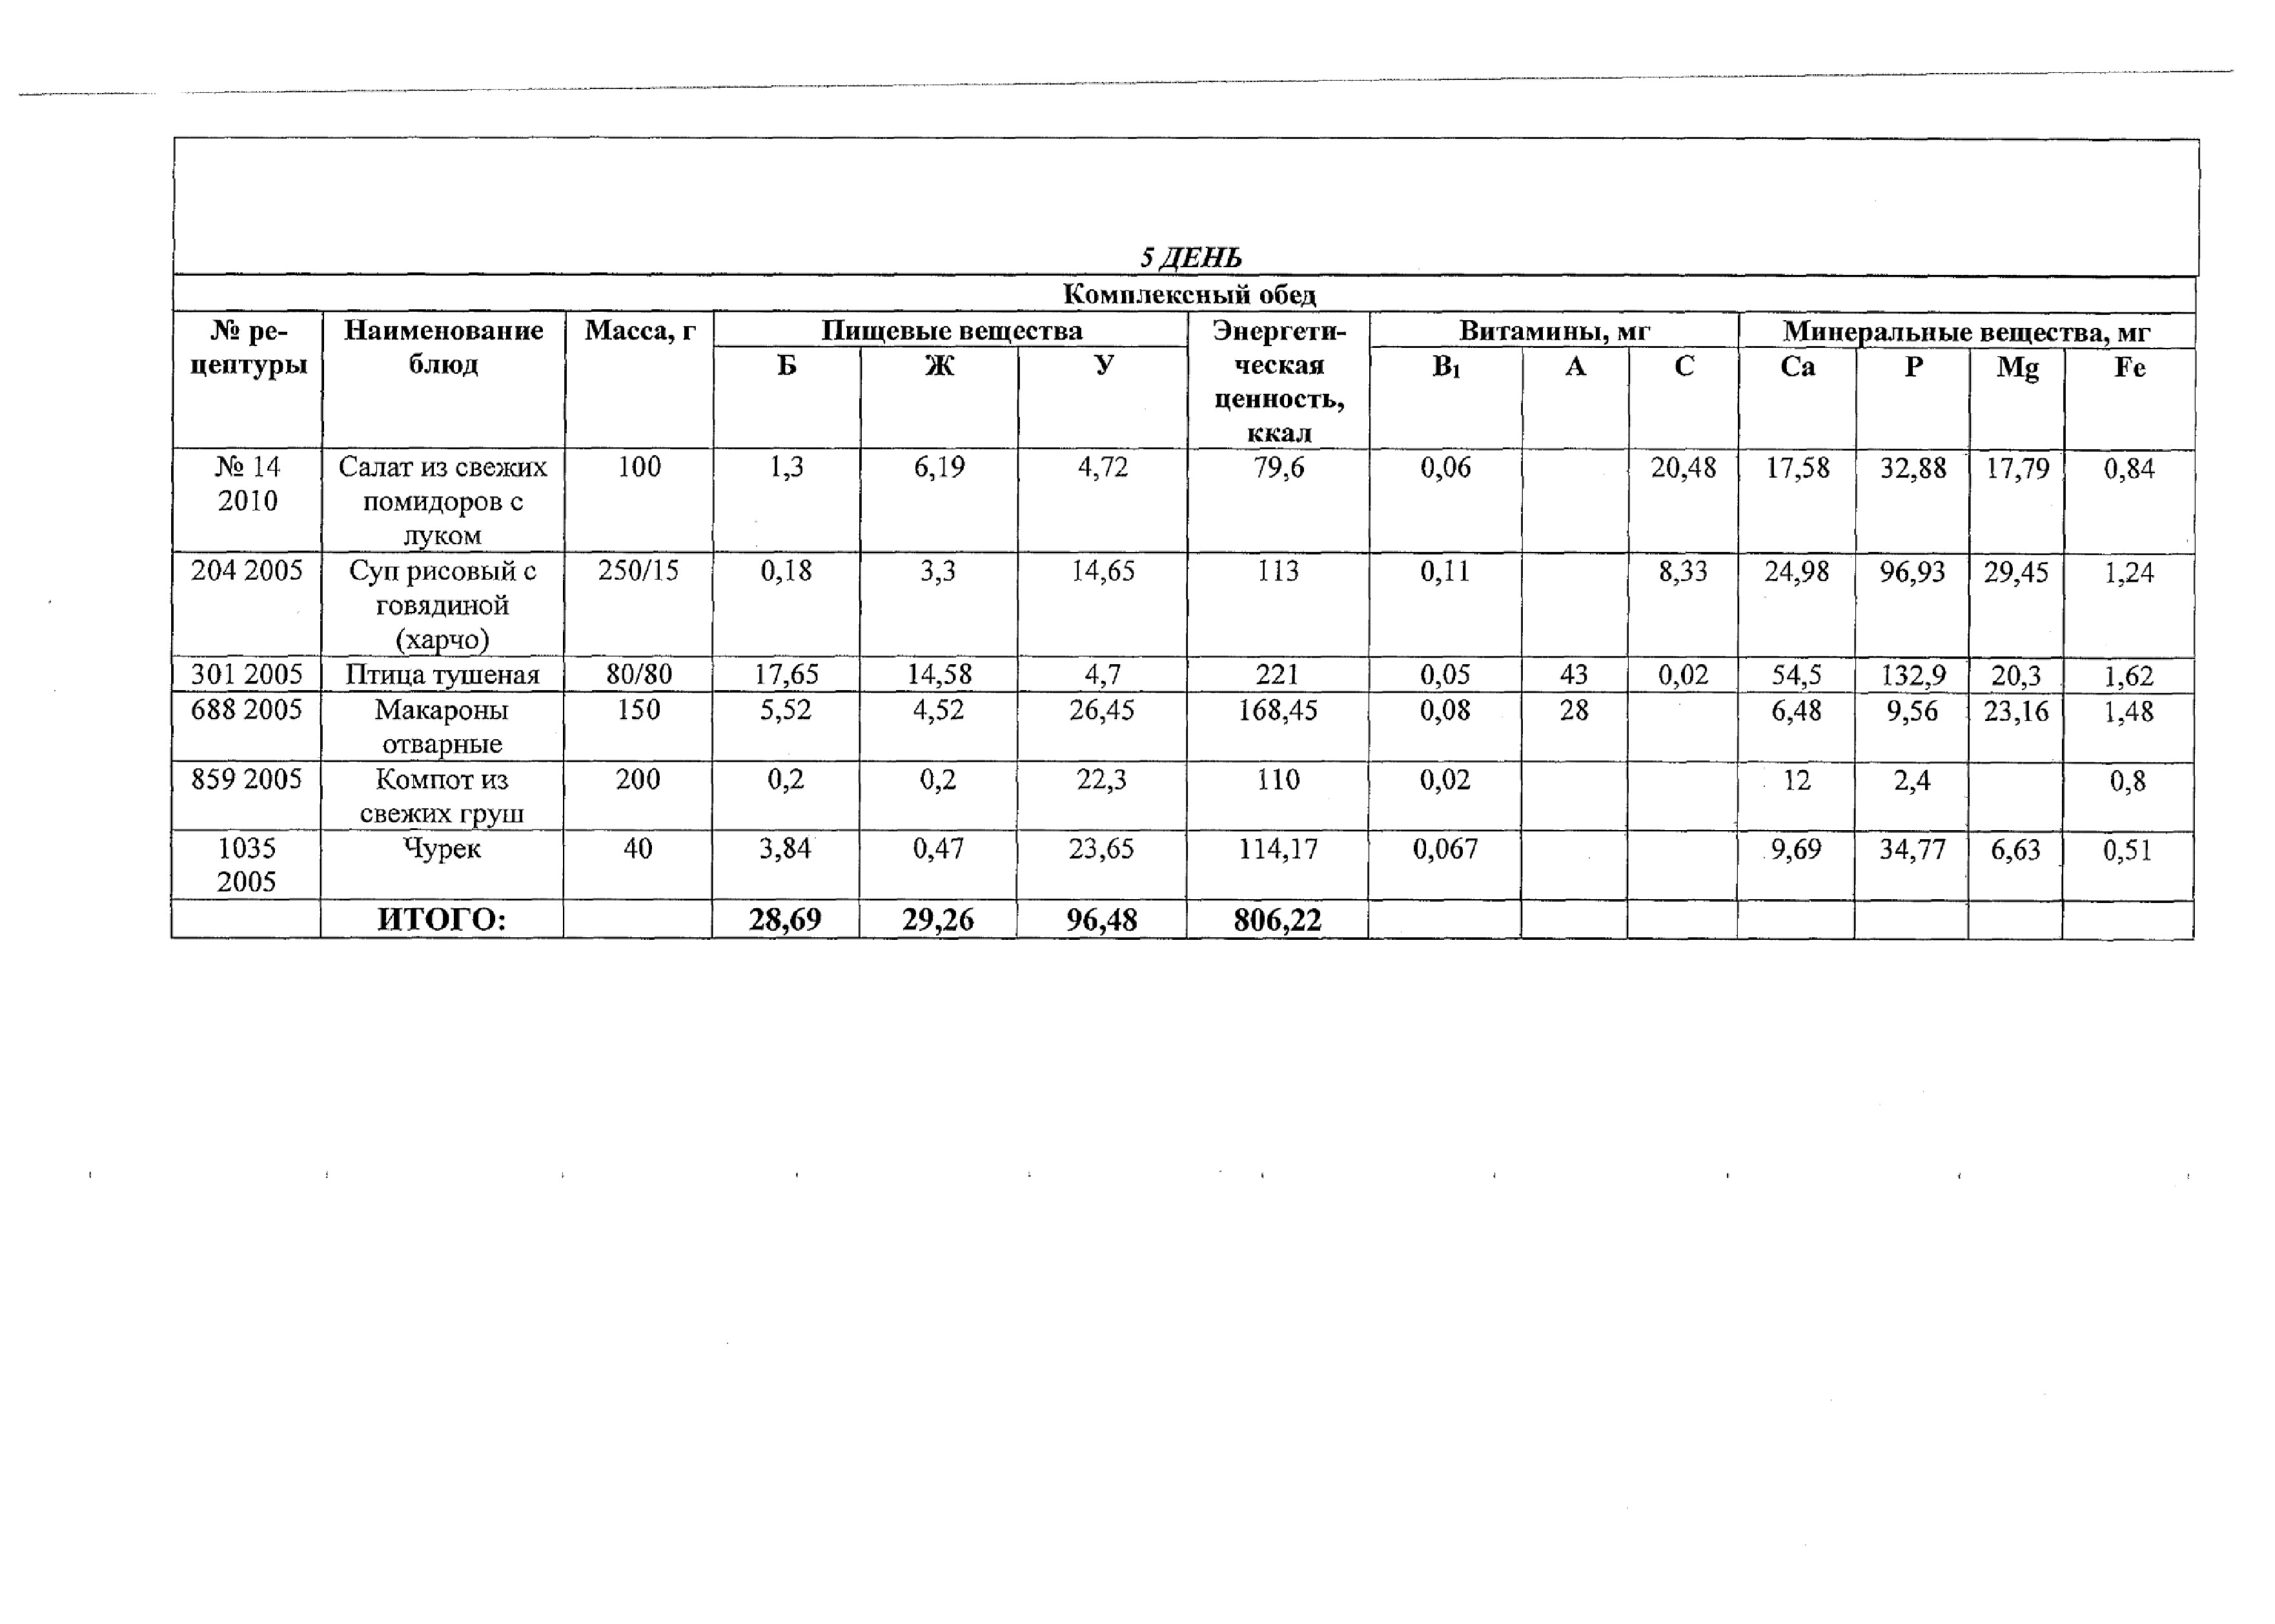 5 ДЕНЬ
Комплексный обед
№ ре-
цептуры
Наименование
блюд
Масса, г
Пищевые вещества
Энергети-
ческая
ценность,
ккал
Витамины, мг
Минеральные вещества, мг
Б Ж У B₁ A C Ca P Mg Fe
№ 14 Салат из свежих 100 1,3 6,19 4,72 79,6 0,06 20,48 17,58 32,88 17,79 0,84
2010 помидоров с
луком
204 2005 Суп рисовый с 250/15 0,18 3,3 14,65 113 0,11 8,33 24,98 96,93 29,45 1,24
говядиной
(харчо)
301 2005 Птица тушеная 80/80 17,65 14,58 4,7 221 0,05 43 0,02 54,5 132,9 20,3 1,62
688 2005 Макароны 150 5,52 4,52 26,45 168,45 0,08 28 6,48 9,56 23,16 1,48
отварные
859 2005 Компот из 200 0,2 0,2 22,3 110 0,02 12 2,4 0,8
свежих груш
1035 Чурек 40 3,84 0,47 23,65 114,17 0,067 9,69 34,77 6,63 0,51
2005
ИТОГО: 28,69 29,26 96,48 806,22